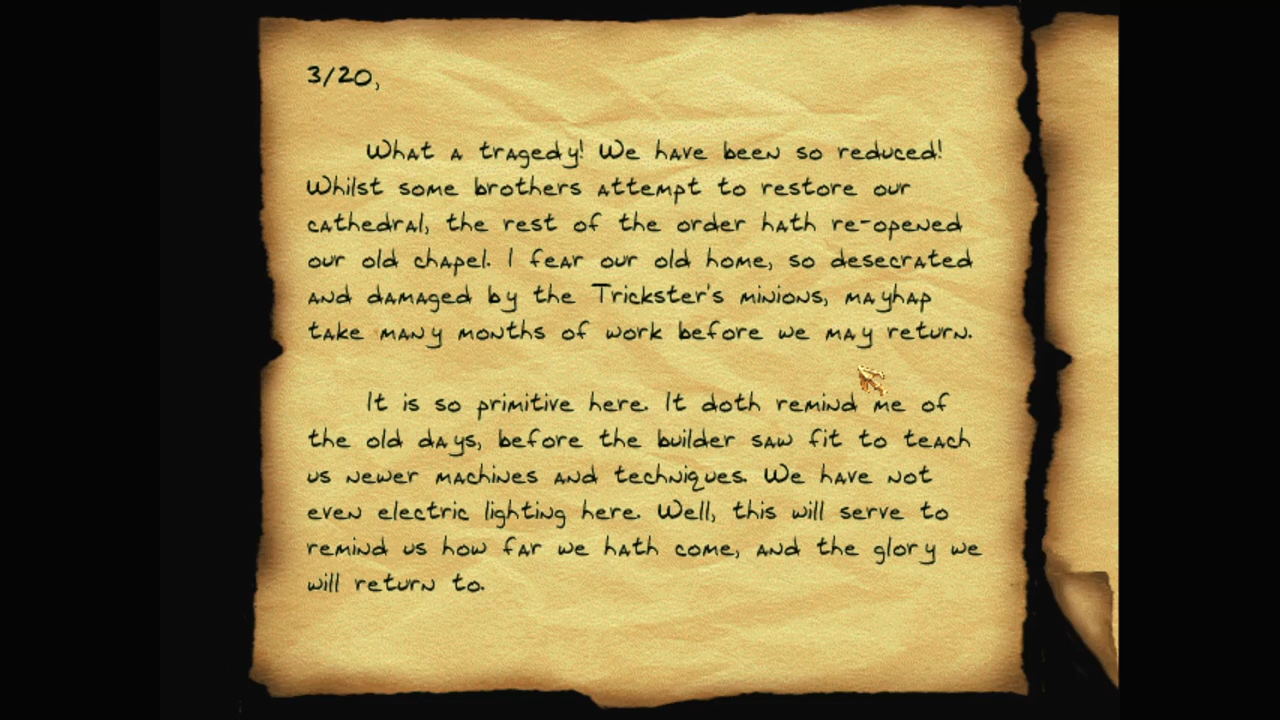 3/20,
What a tragedy! We have been so reduced!
Whilst some brothers attempt to restore our
cathedral, the rest of the order hath re-opened
our old chapel. I fear our old home, so desecrated
and damaged by the Trickster's minions, mayhap
take many months of work before we may return.
It is so primitive here. It doth remind me of
the old days, before the builder saw fit to teach
us newer machines and techniques. We have not
even electric lighting here. Well, this will serve to
remind us how far we hath come, and the glory we
will return to.